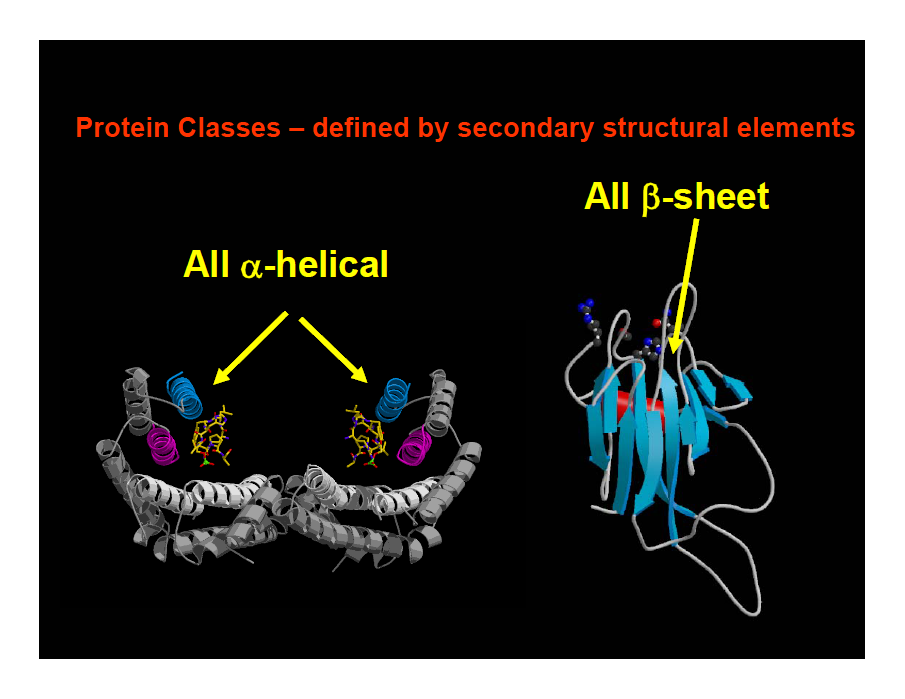 Protein Classes – defined by secondary structural elements
All β-sheet
All α-helical